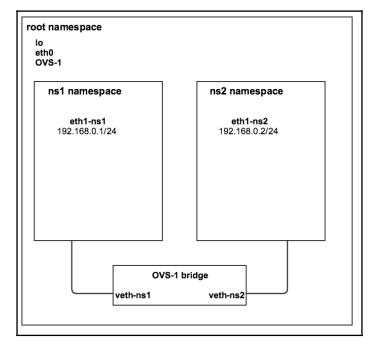 root namespace
lo
eth0
OVS-1
ns1 namespace
eth1-ns1
192.168.0.1/24
ns2 namespace
eth1-ns2
192.168.0.2/24
OVS-1 bridge
veth-ns1
veth-ns2